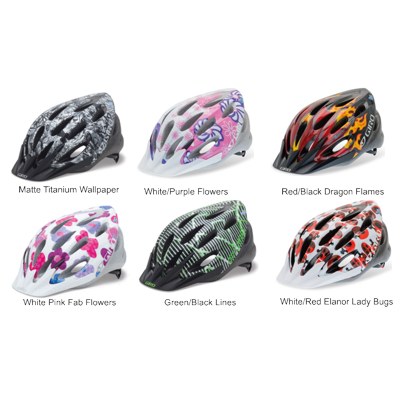 Matte Titanium Wallpaper
White/Purple Flowers
GIRO
Red/Black Dragon Flames
White Pink Fab Flowers
Green/Black Lines
White/Red Elanor Lady Bugs